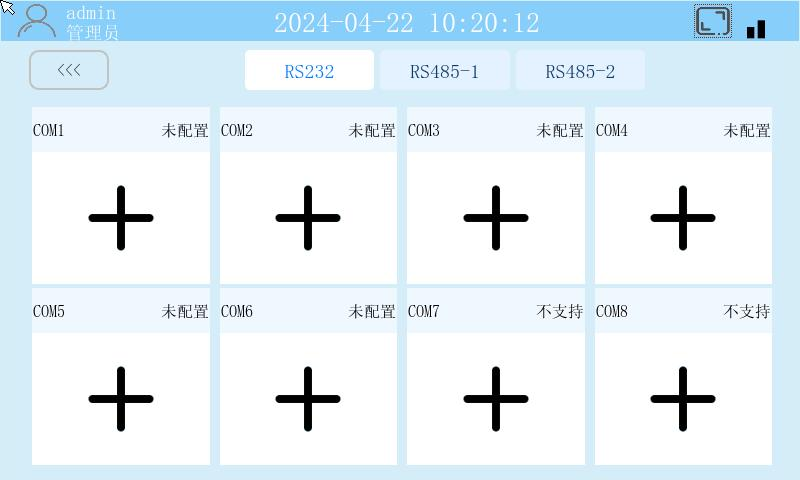 admin
管理员
2024-04-22 10:20:12
<<<
RS232
RS485-1
RS485-2
COM1 未配置
COM2 未配置
COM3 未配置
COM4 未配置
COM5 未配置
COM6 未配置
COM7 不支持
COM8 不支持